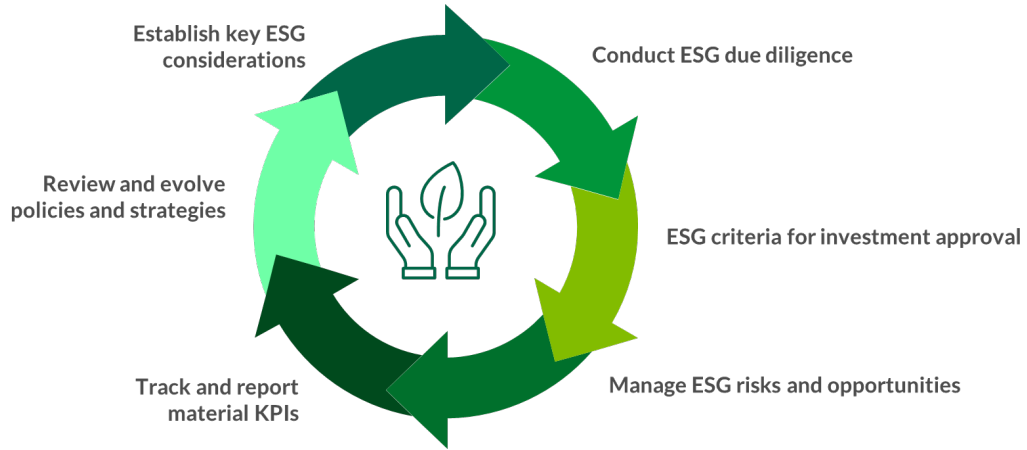 Establish key ESG
considerations
Conduct ESG due diligence
ESG criteria for investment approval
Manage ESG risks and opportunities
Track and report
material KPIs
Review and evolve
policies and strategies